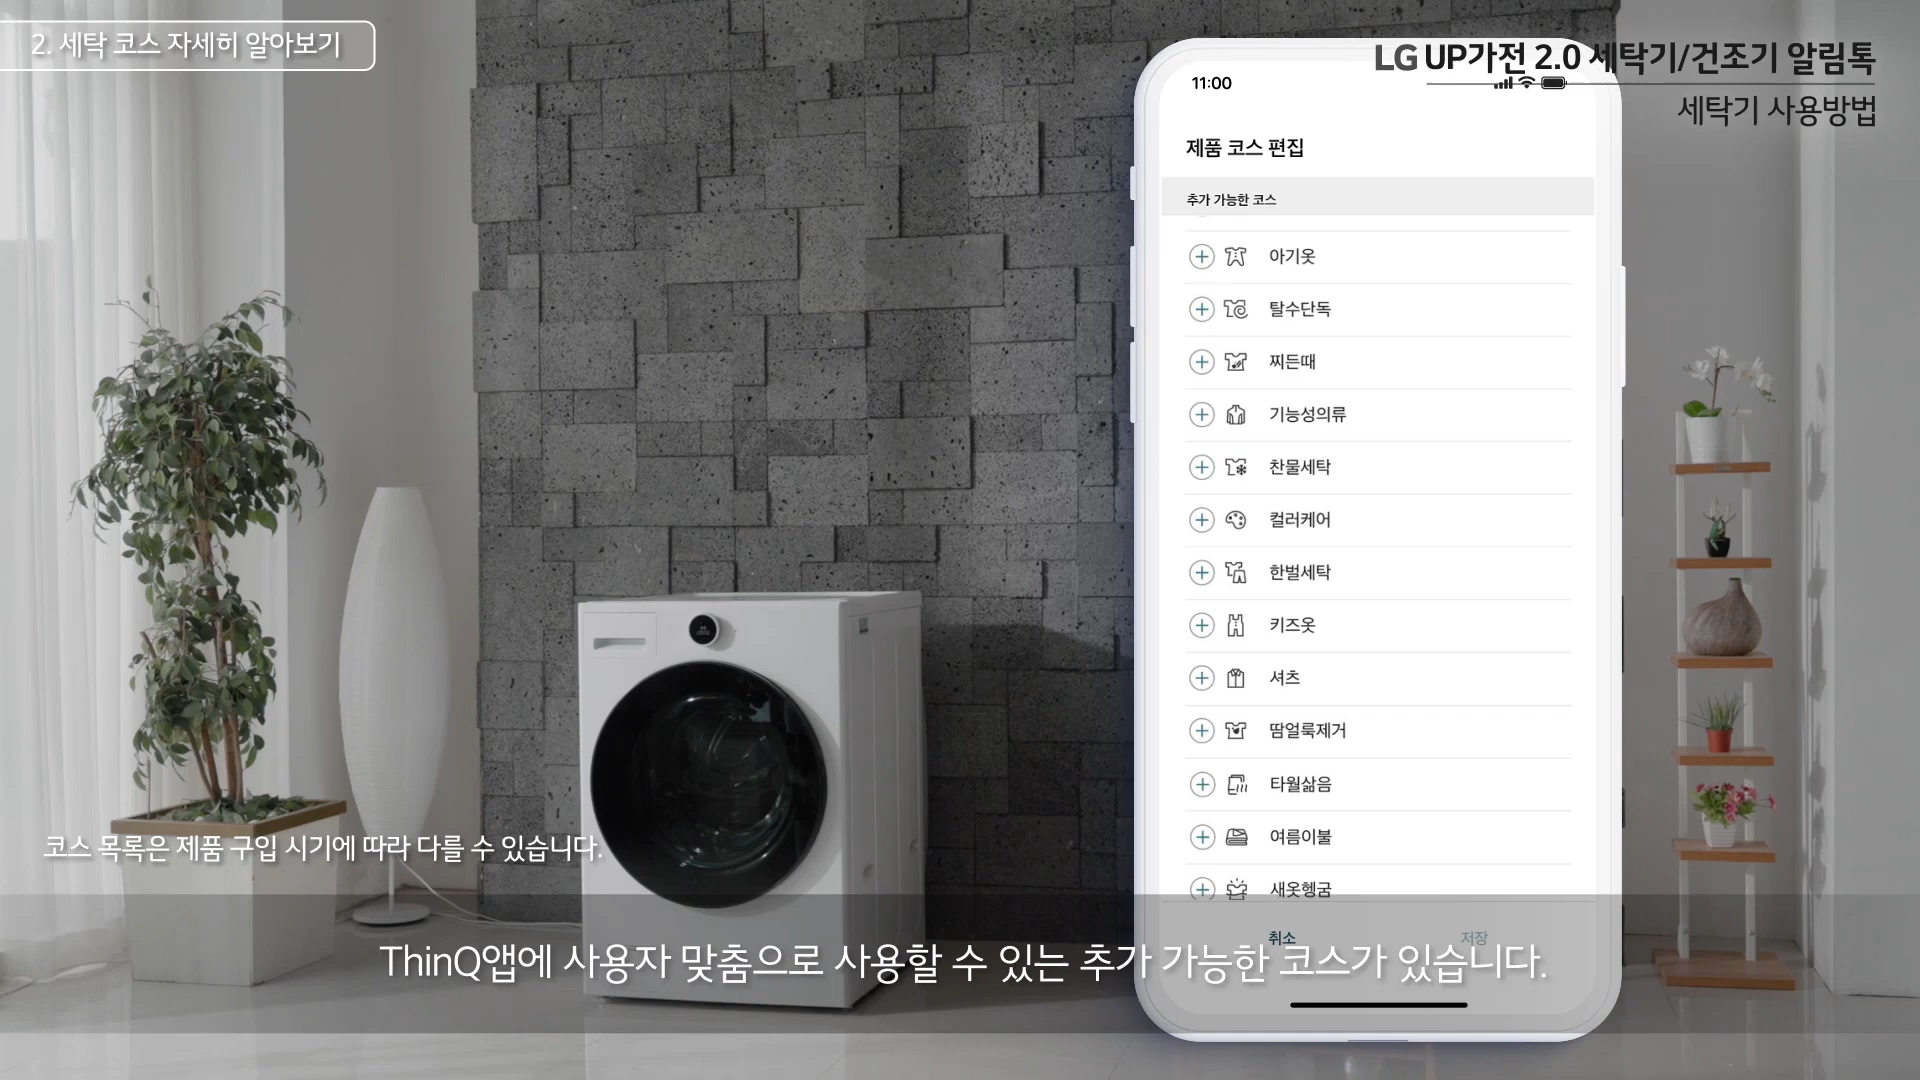 2. 세탁 코스 자세히 알아보기
LG UP가전 2.0 세탁기/건조기 알림톡
세탁기 사용방법
11:00
제품 코스 편집
추가 가능한 코스
아기옷
탈수단독
찌든때
기능성의류
찬물세탁
컬러케어
한벌세탁
키즈옷
셔츠
땀얼룩제거
타월삶음
여름이불
새옷헹굼
취소
저장
코스 목록은 제품 구입 시기에 따라 다를 수 있습니다.
ThinQ앱에 사용자 맞춤으로 사용할 수 있는 추가 가능한 코스가 있습니다.